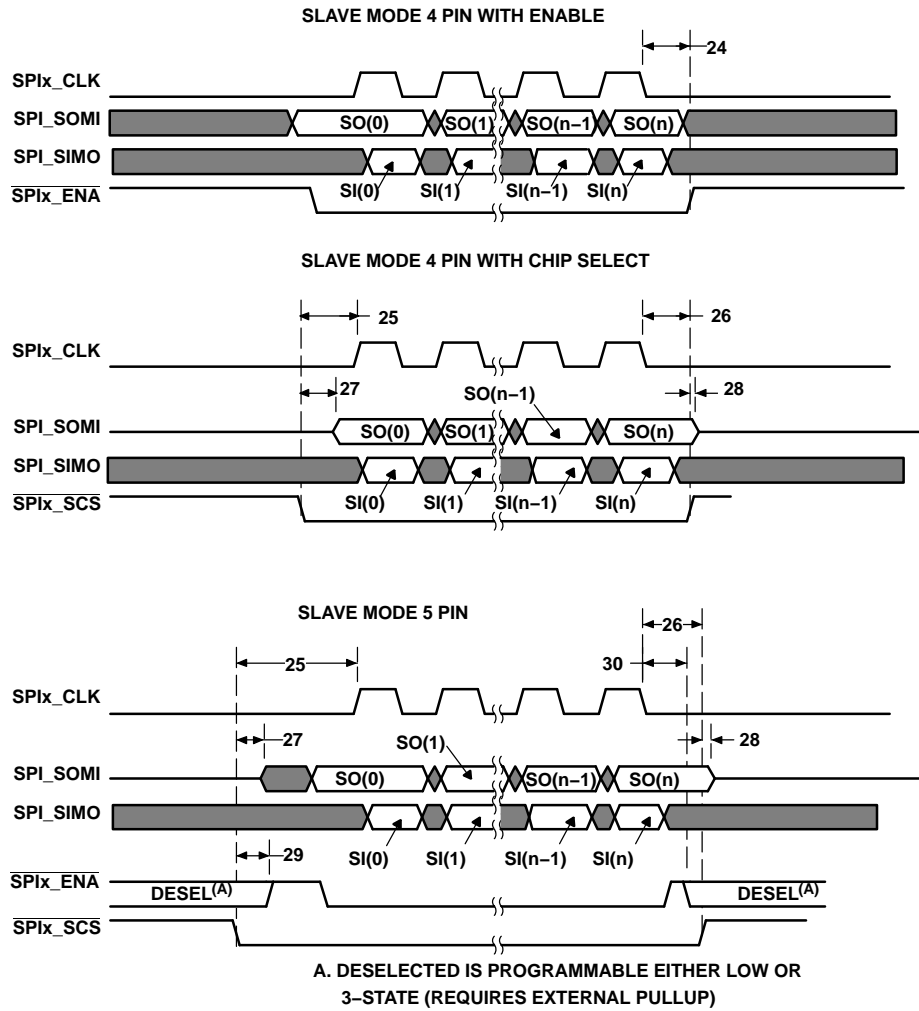 SLAVE MODE 4 PIN WITH ENABLE
24
SPIx_CLK
SPI_SOMI
SO(0)
SO(1)
SO(n−1
SO(n)
SPI_SIMO
SI(0)
SI(1)
SI(n−1)
SI(n)
SPIx_ENA
SLAVE MODE 4 PIN WITH CHIP SELECT
25
26
SPIx_CLK
27
SO(n−1)
28
SPI_SOMI
SO(0)
SO(1)
SO(n)
SPI_SIMO
SI(0)
SI(1)
SI(n−1)
SI(n)
SPIx_SCS
SLAVE MODE 5 PIN
26
25
30
SPIx_CLK
27
SO(1)
28
SPI_SOMI
SO(0)
SO(n−1)
SO(n)
SPI_SIMO
SI(0)
SI(1)
SI(n−1)
SI(n)
29
SPIx_ENA
DESEL(A)
DESEL(A)
SPIx_SCS
A. DESELECTED IS PROGRAMMABLE EITHER LOW OR
3−STATE (REQUIRES EXTERNAL PULLUP)